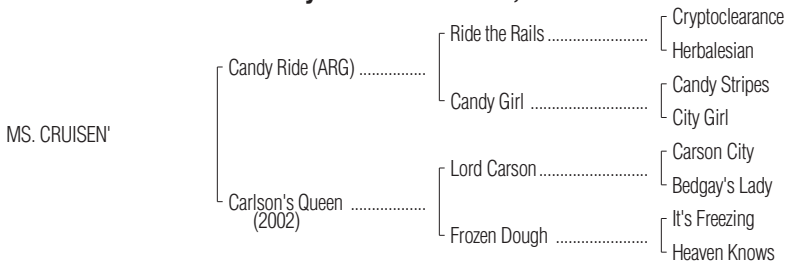 Cryptoclearance
Ride the Rails ....................
Herbalesian
Candy Ride (ARG) ................
Candy Stripes
Candy Girl .......................
City Girl
MS. CRUISEN'
Carson City
Lord Carson .....................
Bedgay's Lady
Carlson's Queen ..................
(2002)
It's Freezing
Frozen Dough ....................
Heaven Knows